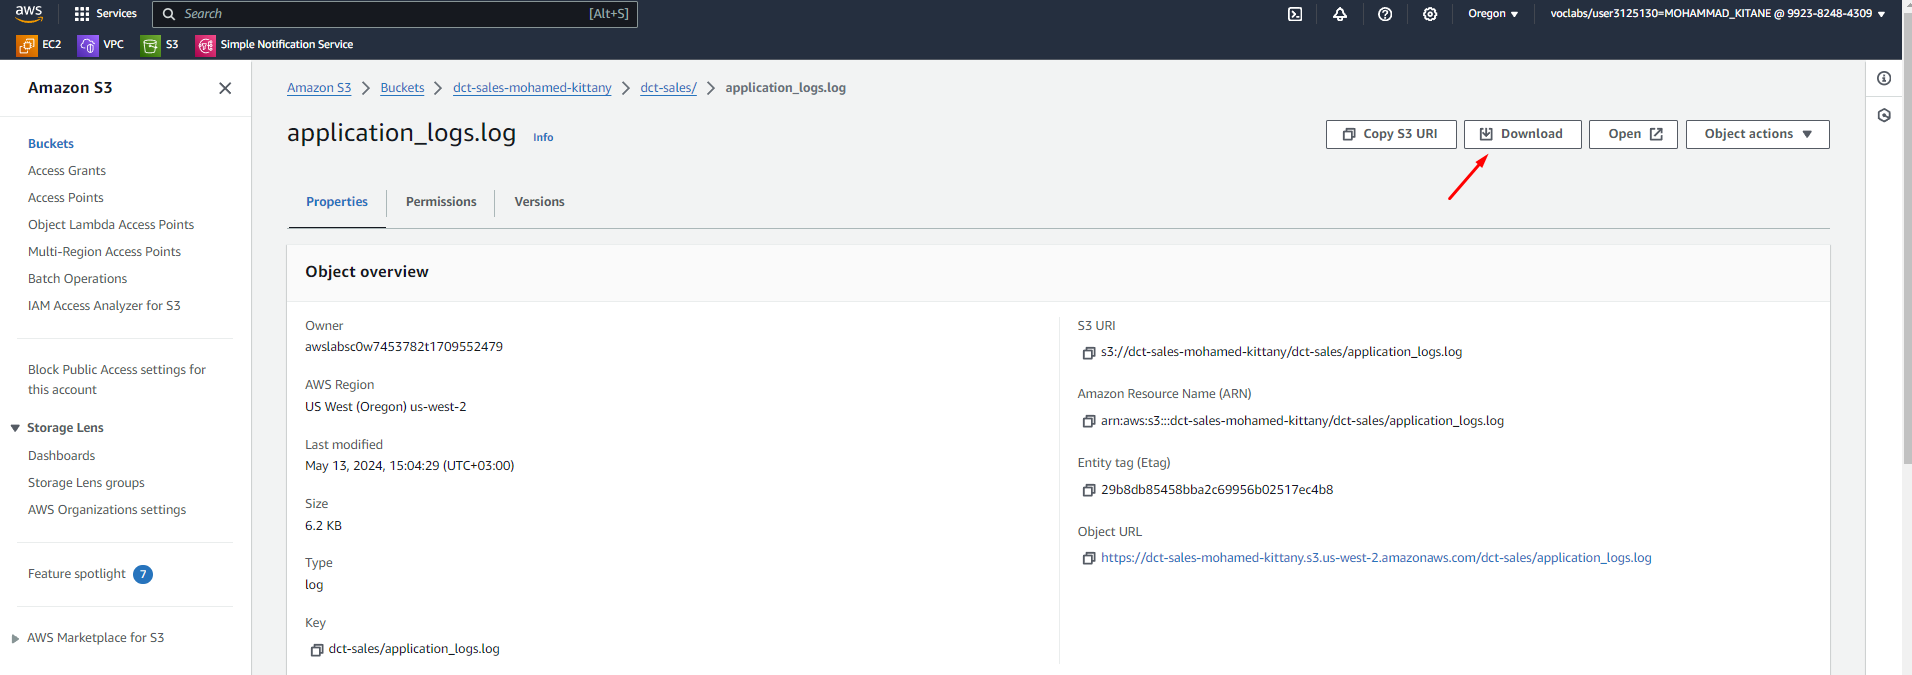 aws Services Search [Alt+S] Oregon ▼ voclabs/user3125130=MOHAMMAD_KITANE @ 9923-8248-4309 ▼
EC2 VPC S3 Simple Notification Service
Amazon S3
Buckets
Access Grants
Access Points
Object Lambda Access Points
Multi-Region Access Points
Batch Operations
IAM Access Analyzer for S3
Block Public Access settings for
this account
Storage Lens
Dashboards
Storage Lens groups
AWS Organizations settings
Feature spotlight 7
AWS Marketplace for S3
Amazon S3 > Buckets > dct-sales-mohamed-kittany > dct-sales/ > application_logs.log
application_logs.log Info
Copy S3 URI Download Open Object actions ▼
Properties Permissions Versions
Object overview
Owner
awslabsc0w7453782t1709552479
AWS Region
US West (Oregon) us-west-2
Last modified
May 13, 2024, 15:04:29 (UTC+03:00)
Size
6.2 KB
Type
log
Key
dct-sales/application_logs.log
S3 URI
s3://dct-sales-mohamed-kittany/dct-sales/application_logs.log
Amazon Resource Name (ARN)
arn:aws:s3:::dct-sales-mohamed-kittany/dct-sales/application_logs.log
Entity tag (Etag)
29b8db85458bba2c69956b02517ec4b8
Object URL
https://dct-sales-mohamed-kittany.s3.us-west-2.amazonaws.com/dct-sales/application_logs.log